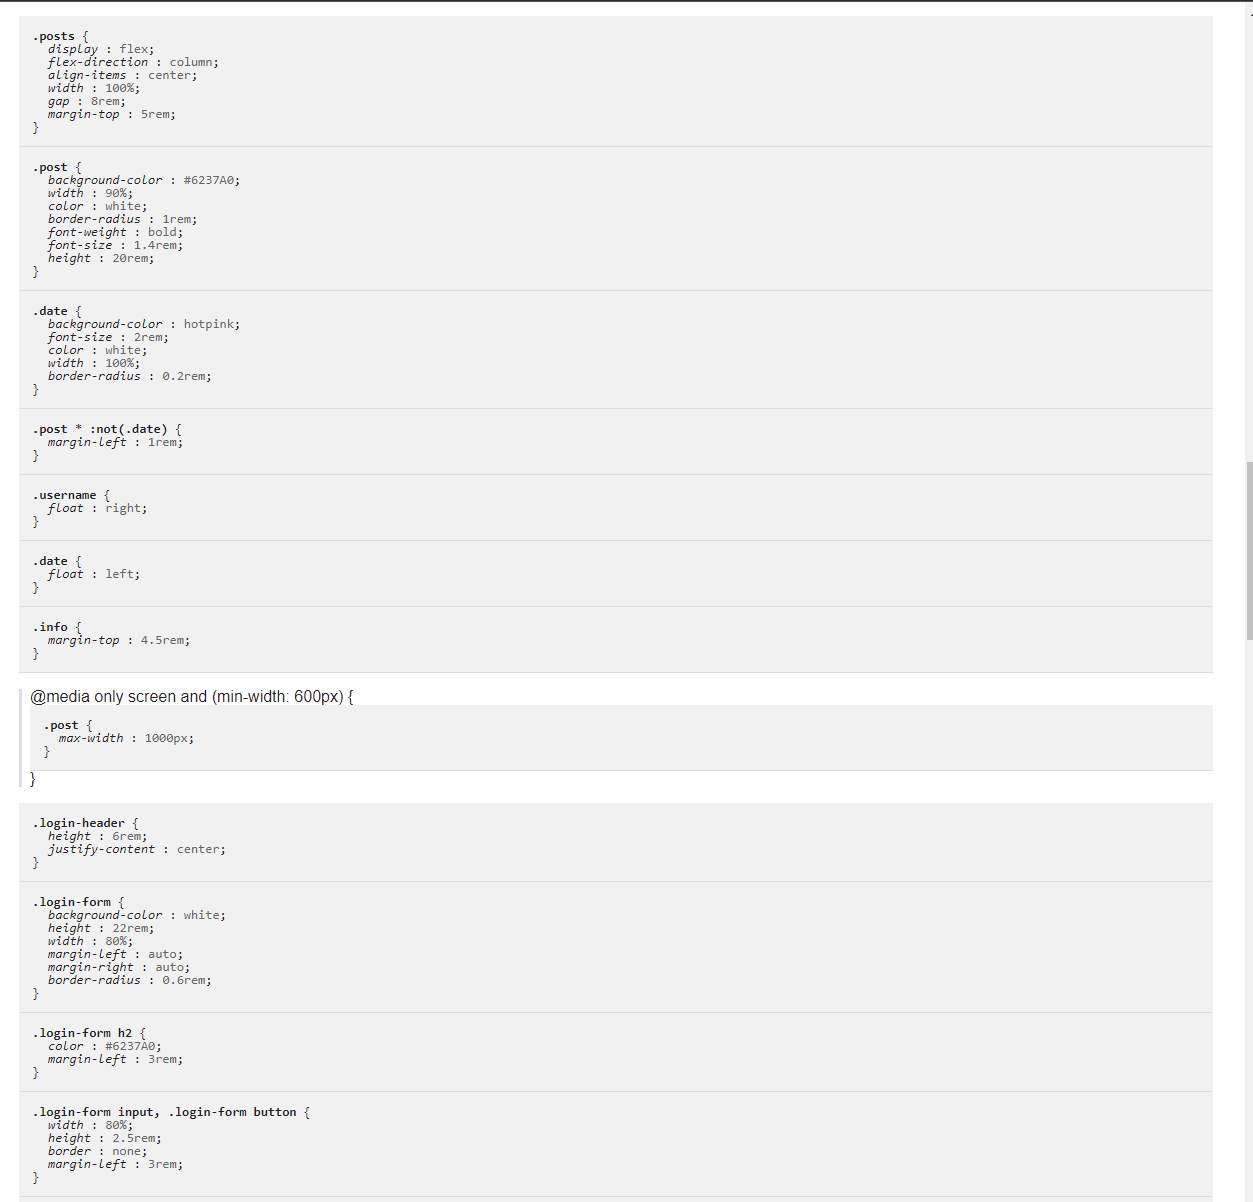 .posts {
display : flex;
flex-direction : column;
align-items : center;
width : 100%;
gap : 8rem;
margin-top : 5rem;
}
.post {
background-color : #6237A0;
width : 90%;
color : white;
border-radius : 1rem;
font-weight : bold;
font-size : 1.4rem;
height : 20rem;
}
.date {
background-color : hotpink;
font-size : 2rem;
color : white;
width : 100%;
border-radius : 0.2rem;
}
.post * :not(.date) {
margin-left : 1rem;
}
.username {
float : right;
}
.date {
float : left;
}
.info {
margin-top : 4.5rem;
}
@media only screen and (min-width: 600px) {
.post {
max-width : 1000px;
}
}
.login-header {
height : 6rem;
justify-content : center;
}
.login-form {
background-color : white;
height : 22rem;
width : 80%;
margin-left : auto;
margin-right : auto;
border-radius : 0.6rem;
}
.login-form h2 {
color : #6237A0;
margin-left : 3rem;
}
.login-form input, .login-form button {
width : 80%;
height : 2.5rem;
border : none;
margin-left : 3rem;
}